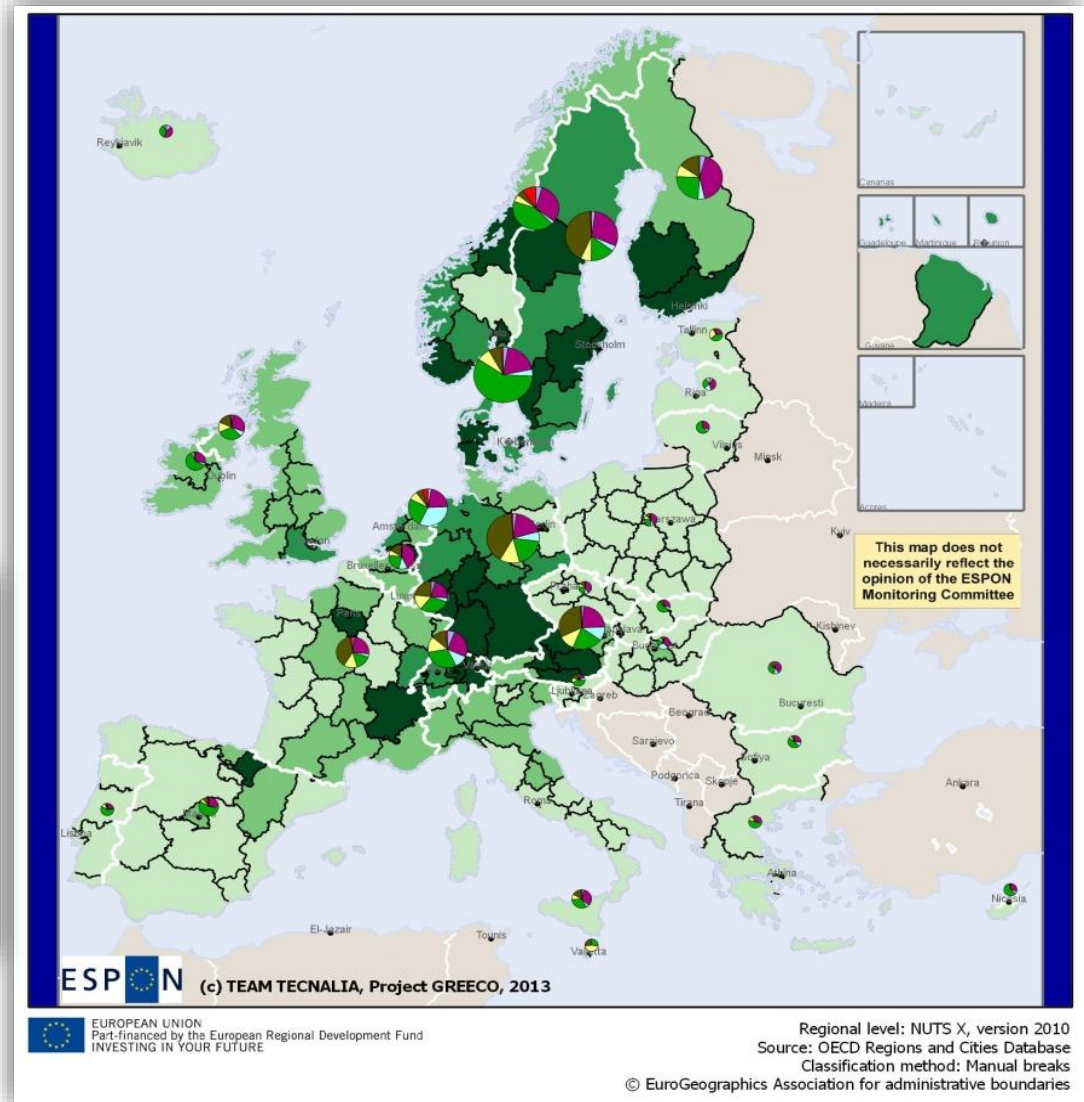 Reykjavik
Canarias
Guadeloupe
Martinique
Guyane
Madeira
Acores
Helsinki
Tallinn
Stockholm
Riga
Vilnius
Minsk
Dublin
Amsterdam
Warszawa
Kyiv
Bruxelles
This map does not
necessarily reflect the
opinion of the ESPON
Monitoring Committee
Paris
Kishinev
Ljubljana
Zagreb
Bucuresti
Beograd
Sarajevo
Sofiya
Podgorica
Skopje
Ankara
Roma
Tirana
Lisboa
Athina
Nicosia
El-Jazair
Tounis
Valletta
ESPON
(c) TEAM TECNALIA, Project GREECO, 2013
EUROPEAN UNION
Part-financed by the European Regional Development Fund
INVESTING IN YOUR FUTURE
Regional level: NUTS X, version 2010
Source: OECD Regions and Cities Database
Classification method: Manual breaks
© EuroGeographics Association for administrative boundaries